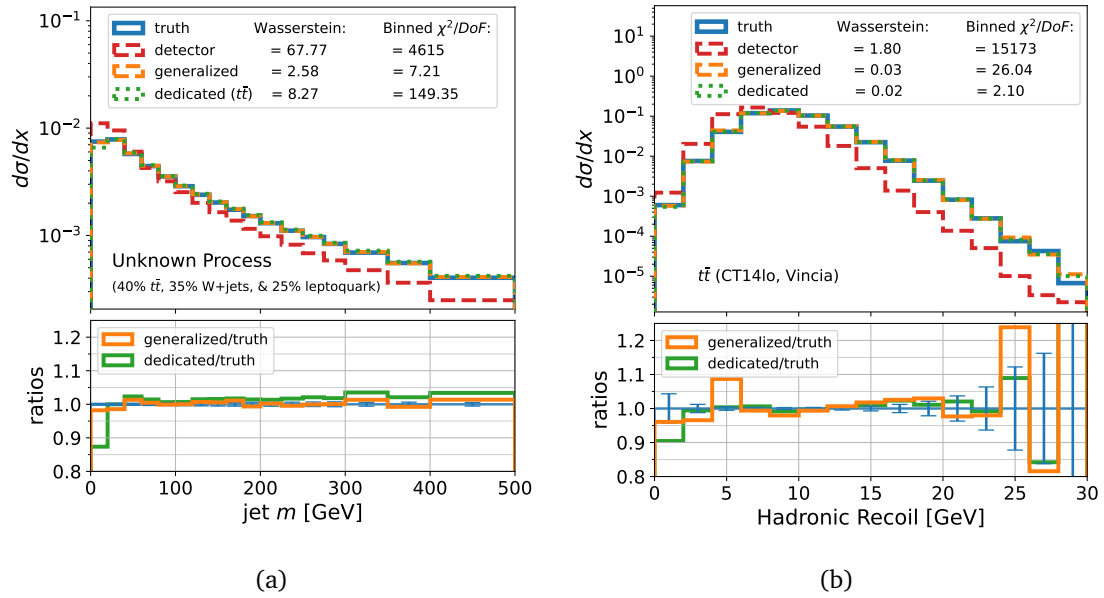 10⁻¹
10⁻²
10⁻³
dσ/dx
truth
detector
generalized
dedicated (tt̄)
Wasserstein:
= 67.77
= 2.58
= 8.27
Binned χ²/DoF:
= 4615
= 7.21
= 149.35
Unknown Process
(40% tt̄, 35% W+jets, & 25% leptoquark)
1.2
1.1
1.0
0.9
0.8
ratios
generalized/truth
dedicated/truth
0 100 200 300 400 500
jet m [GeV]
(a)
10¹
10⁰
10⁻¹
10⁻²
10⁻³
10⁻⁴
10⁻⁵
dσ/dx
truth
detector
generalized
dedicated
Wasserstein:
= 1.80
= 0.03
= 0.02
Binned χ²/DoF:
= 15173
= 26.04
= 2.10
tt̄ (CT14lo, Vincia)
1.2
1.1
1.0
0.9
0.8
ratios
generalized/truth
dedicated/truth
0 5 10 15 20 25 30
Hadronic Recoil [GeV]
(b)